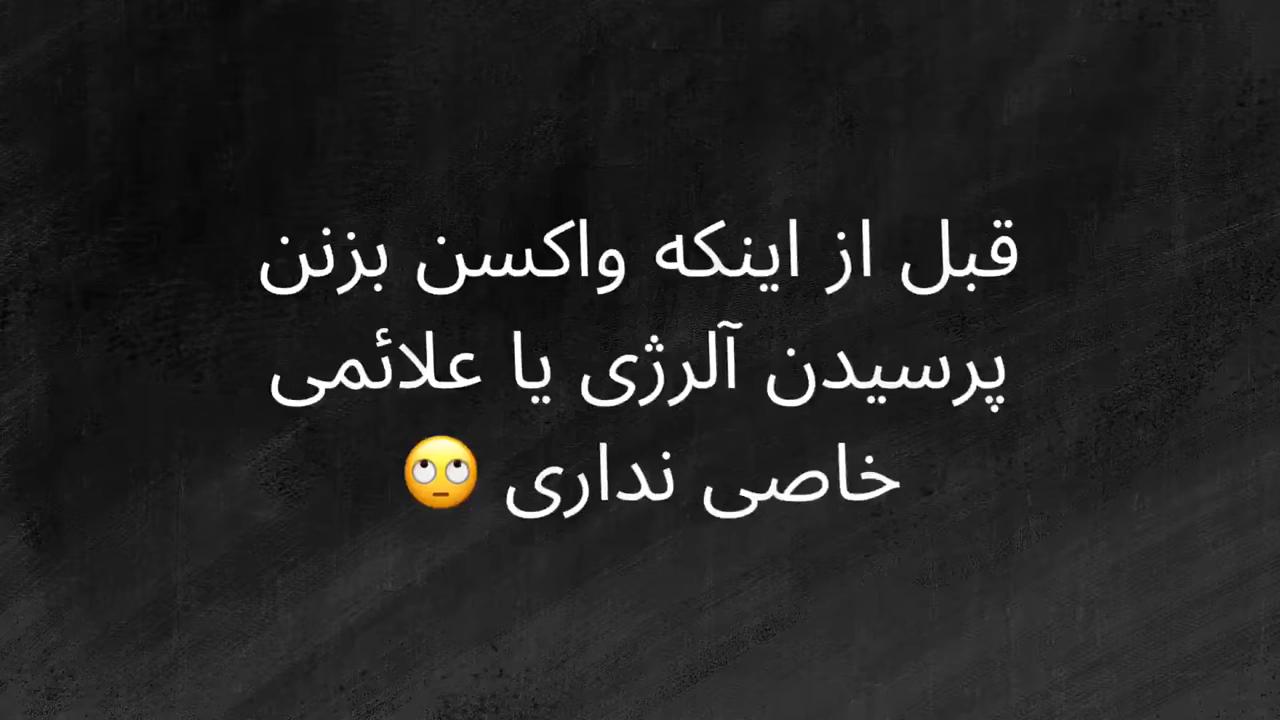 قبل از اینکه واکسن بزنن
پرسیدن آلرژی یا علائمی
خاصی نداری 🙄